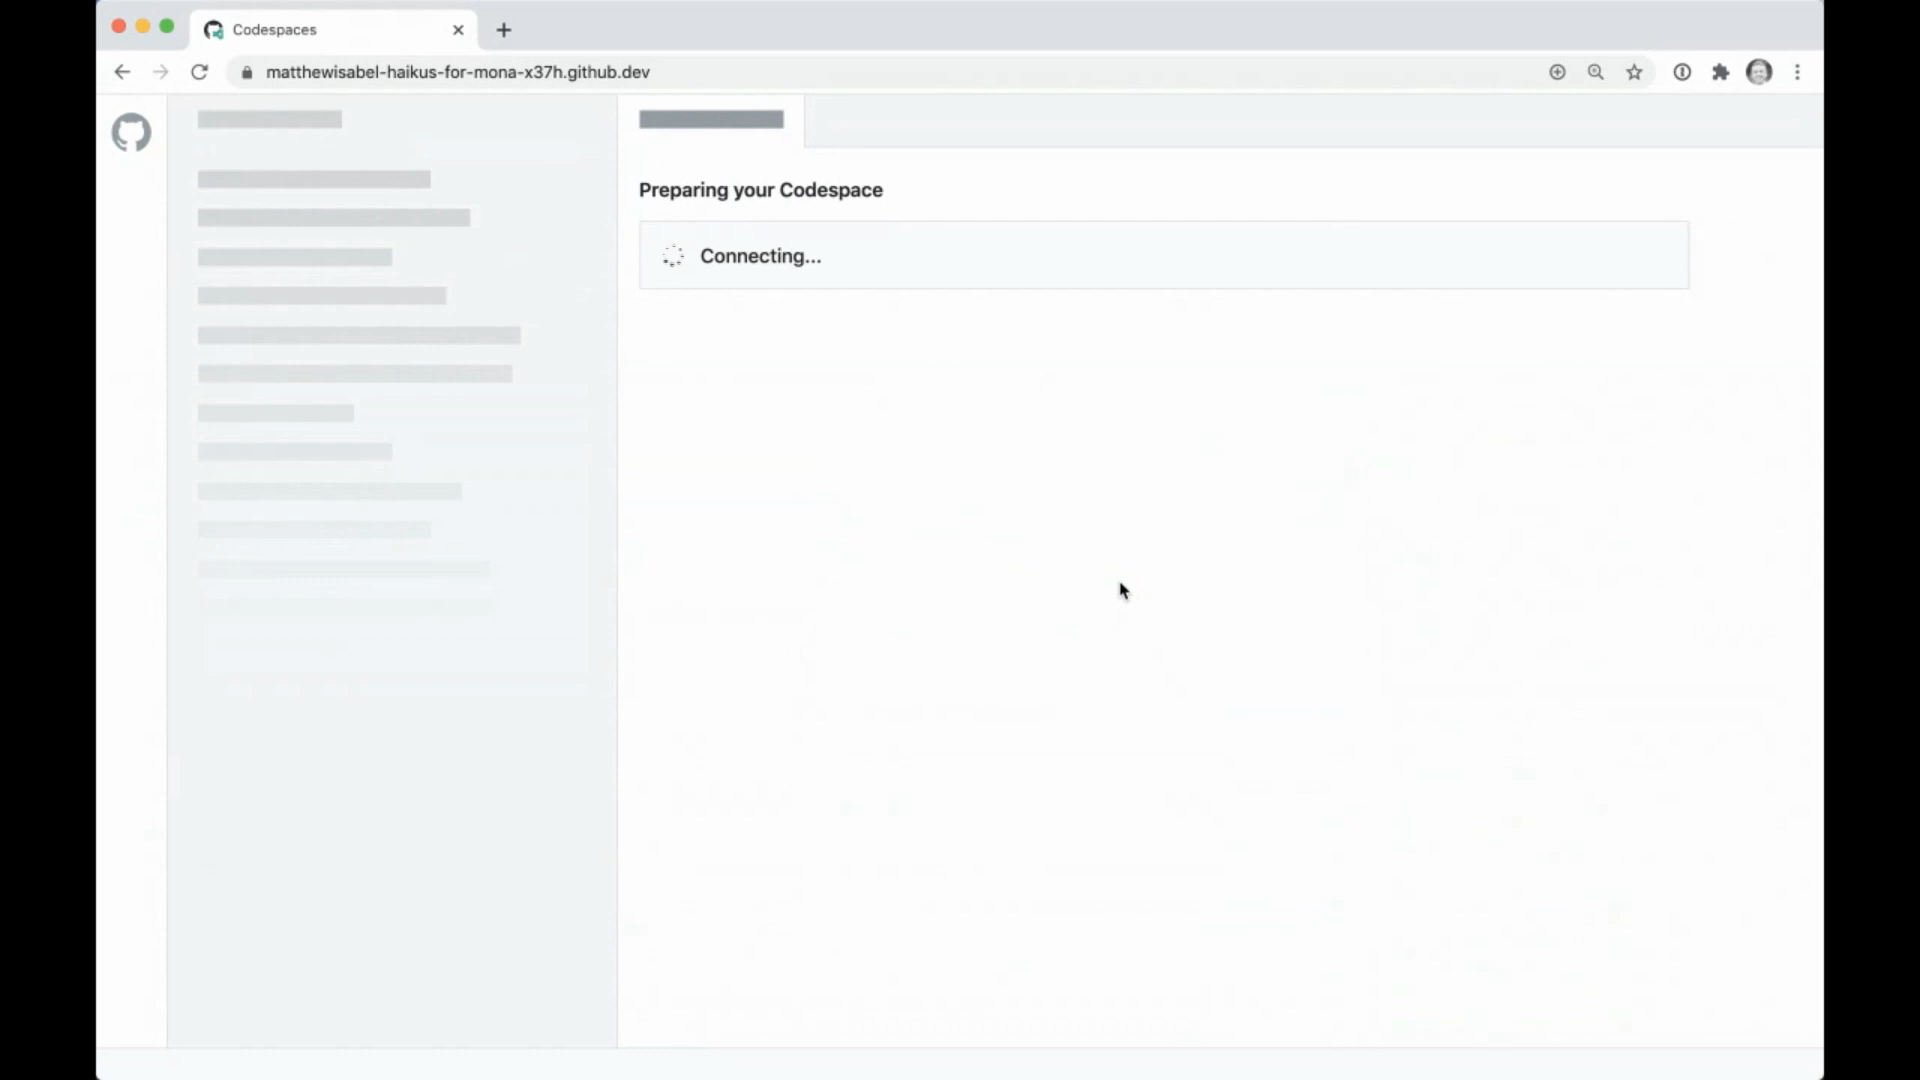 Codespaces
matthewisabel-haikus-for-mona-x37h.github.dev
Preparing your Codespace
Connecting...